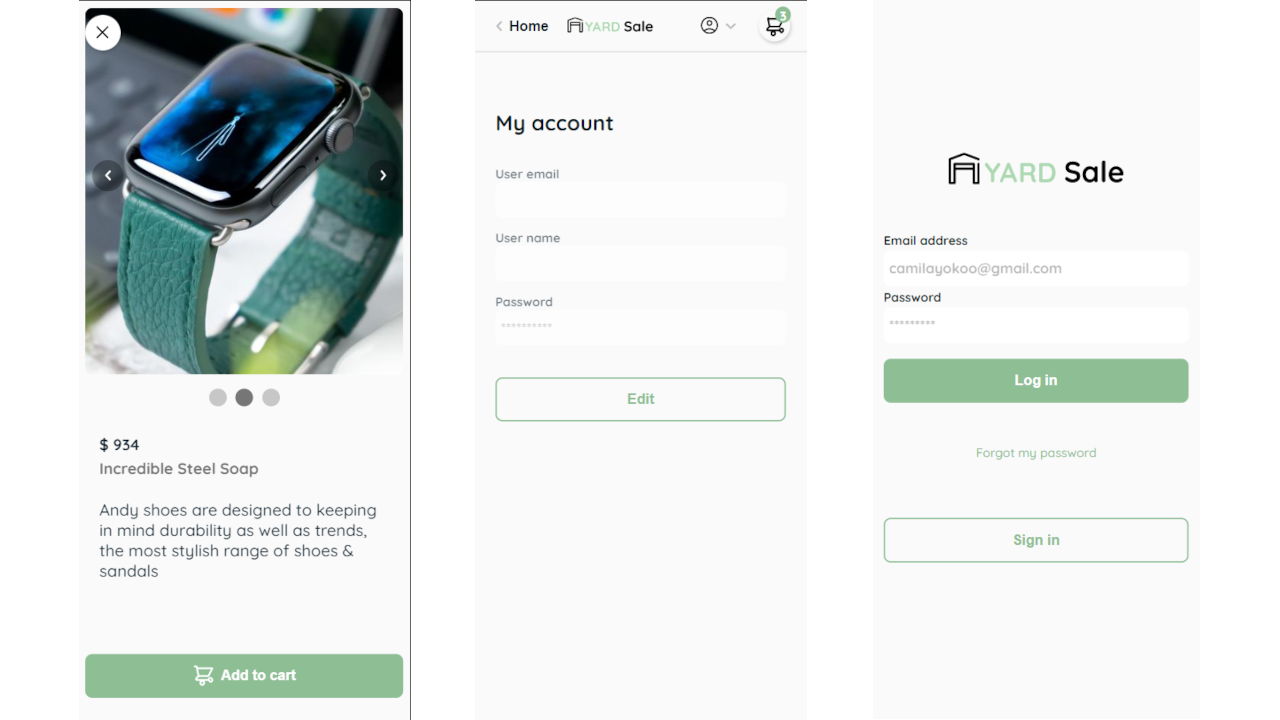 $ 934
Incredible Steel Soap
Andy shoes are designed to keeping
in mind durability as well as trends,
the most stylish range of shoes &
sandals
Add to cart
Home
YARD Sale
3
My account
User email
User name
Password
**********
Edit
YARD Sale
Email address
camilayokoo@gmail.com
Password
*********
Log in
Forgot my password
Sign in